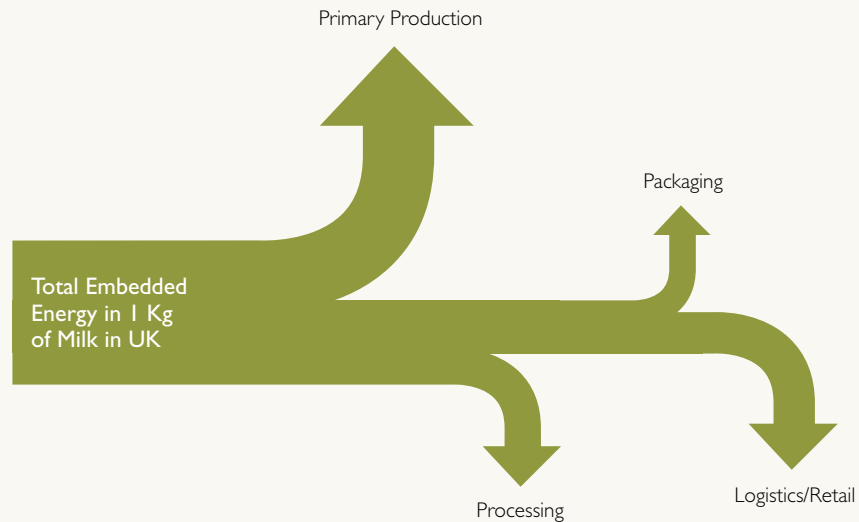 Primary Production
Packaging
Total Embedded
Energy in 1 Kg
of Milk in UK
Processing
Logistics/Retail